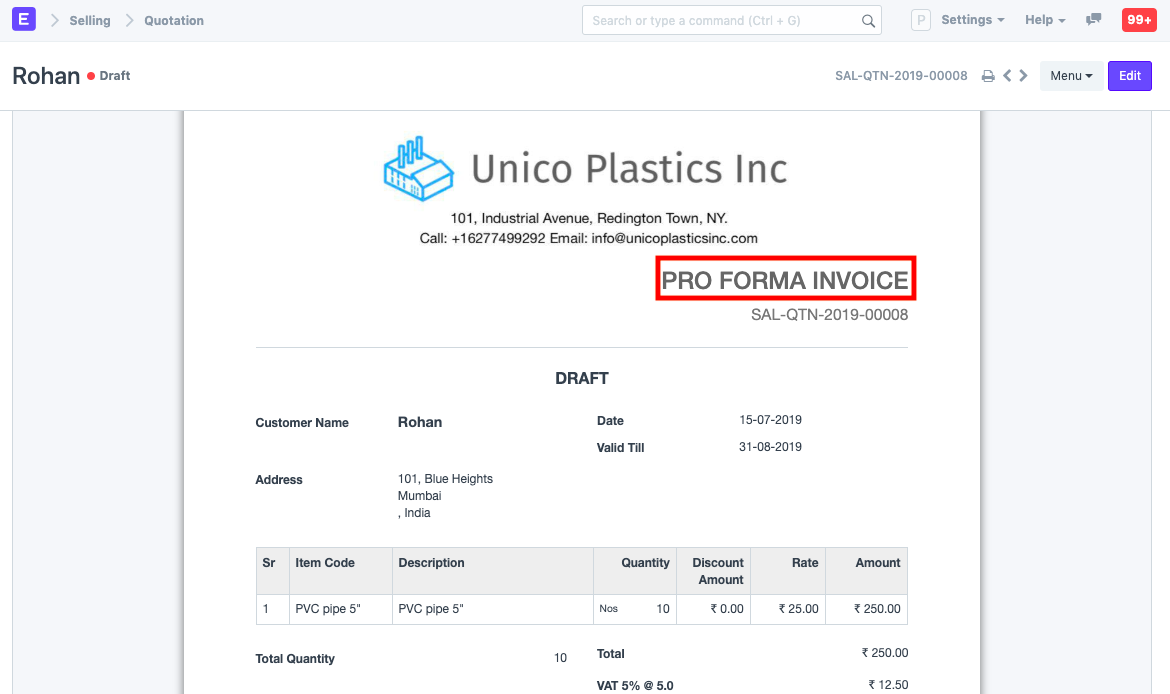 E Selling Quotation Search or type a command (Ctrl + G) P Settings Help 99+
Rohan Draft SAL-QTN-2019-00008 Menu Edit
Unico Plastics Inc
101, Industrial Avenue, Redington Town, NY.
Call: +16277499292 Email: info@unicoplasticsinc.com
PRO FORMA INVOICE
SAL-QTN-2019-00008
DRAFT
Customer Name Rohan Date 15-07-2019
Valid Till 31-08-2019
Address 101, Blue Heights
Mumbai
, India
Sr Item Code Description Quantity Discount Amount Rate Amount
1 PVC pipe 5" PVC pipe 5" Nos 10 ₹ 0.00 ₹ 25.00 ₹ 250.00
Total Quantity 10 Total ₹ 250.00
VAT 5% @ 5.0 ₹ 12.50